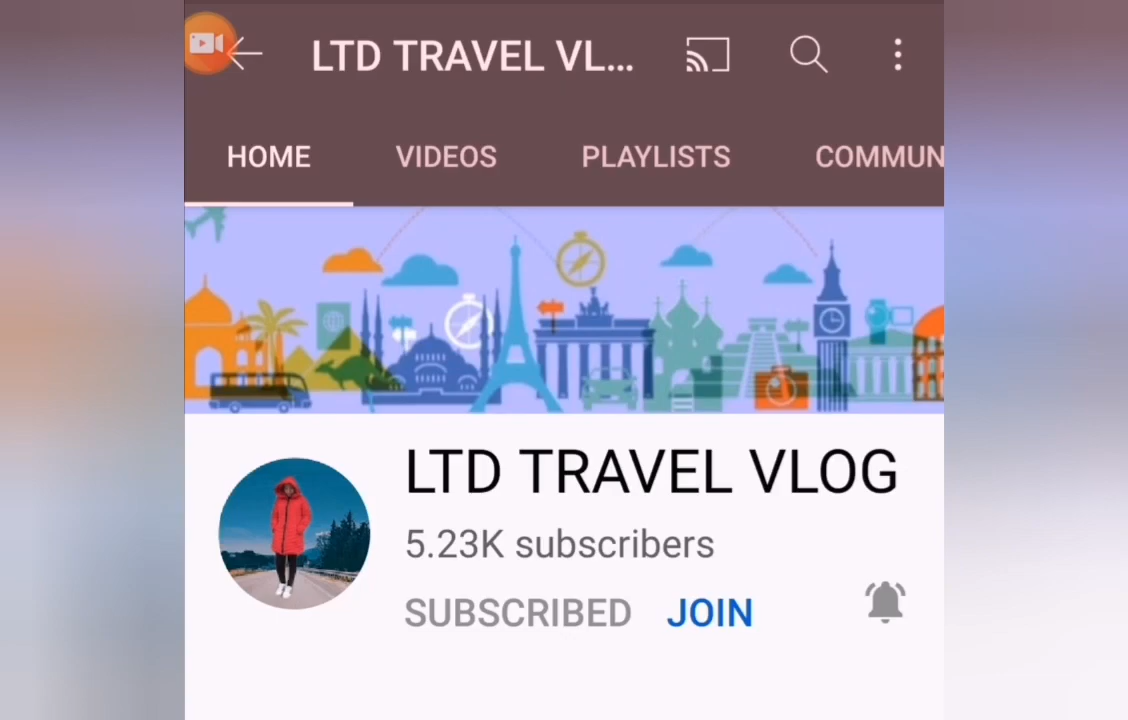 LTD TRAVEL VL...
HOME VIDEOS PLAYLISTS COMMUN
LTD TRAVEL VLOG
5.23K subscribers
SUBSCRIBED JOIN